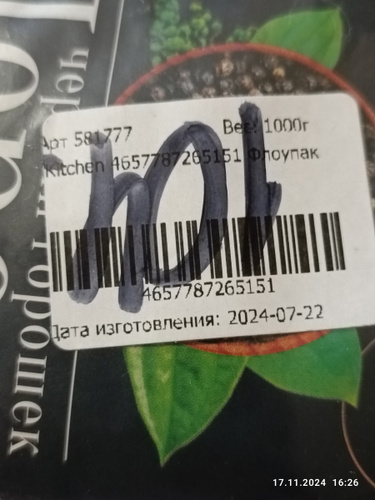 Арт 581777 Вес: 1000г
Kitchen 4657787265151 Флоупак
4657787265151
Дата изготовления: 2024-07-22
горошек
17.11.2024 16:26